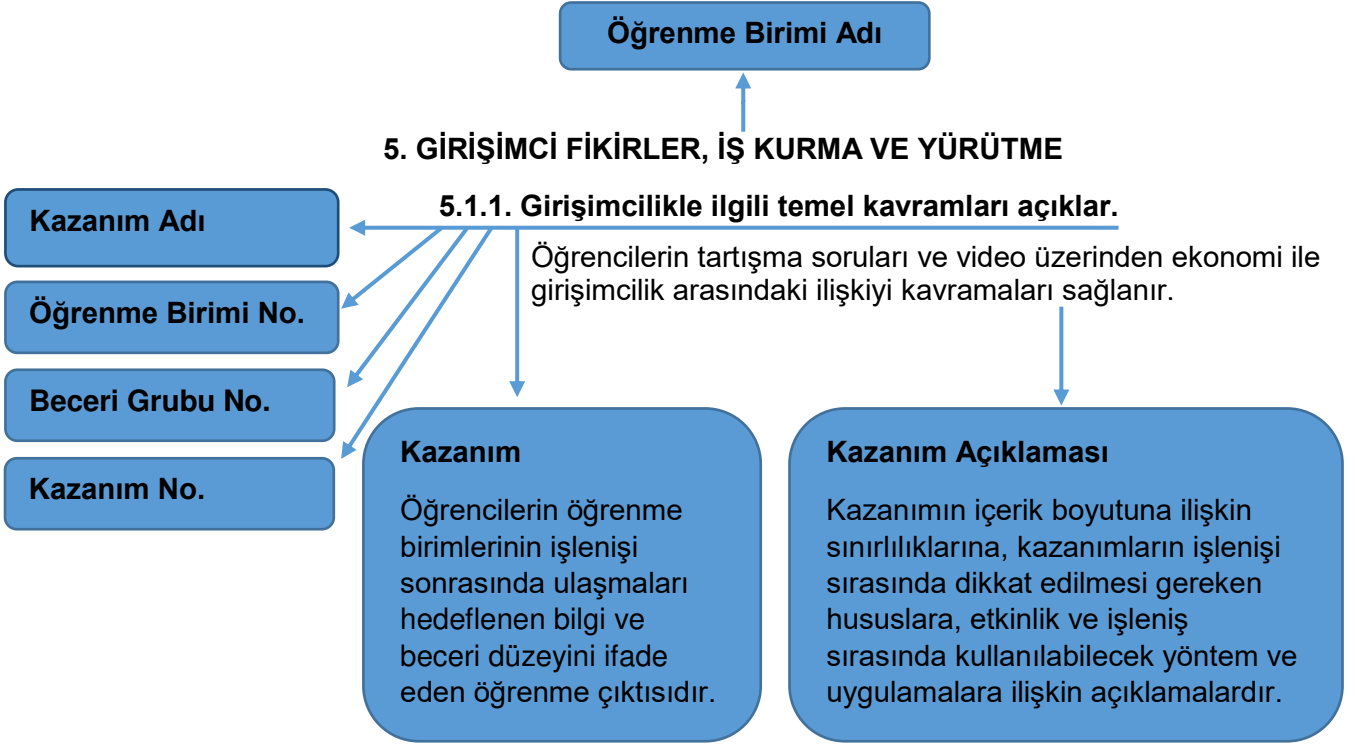 Öğrenme Birimi Adı
5. GİRİŞİMCİ FİKİRLER, İŞ KURMA VE YÜRÜTME
5.1.1. Girişimcilikle ilgili temel kavramları açıklar.
Öğrencilerin tartışma soruları ve video üzerinden ekonomi ile
girişimcilik arasındaki ilişkiyi kavramaları sağlanır.
Kazanım Adı
Öğrenme Birimi No.
Beceri Grubu No.
Kazanım No.
Kazanım
Öğrencilerin öğrenme
birimlerinin işlenişi
sonrasında ulaşmaları
hedeflenen bilgi ve
beceri düzeyini ifade
eden öğrenme çıktısıdır.
Kazanım Açıklaması
Kazanımın içerik boyutuna ilişkin
sınırlılıklarına, kazanımların işlenişi
sırasında dikkat edilmesi gereken
hususlara, etkinlik ve işleniş
sırasında kullanılabilecek yöntem ve
uygulamalara ilişkin açıklamalardır.